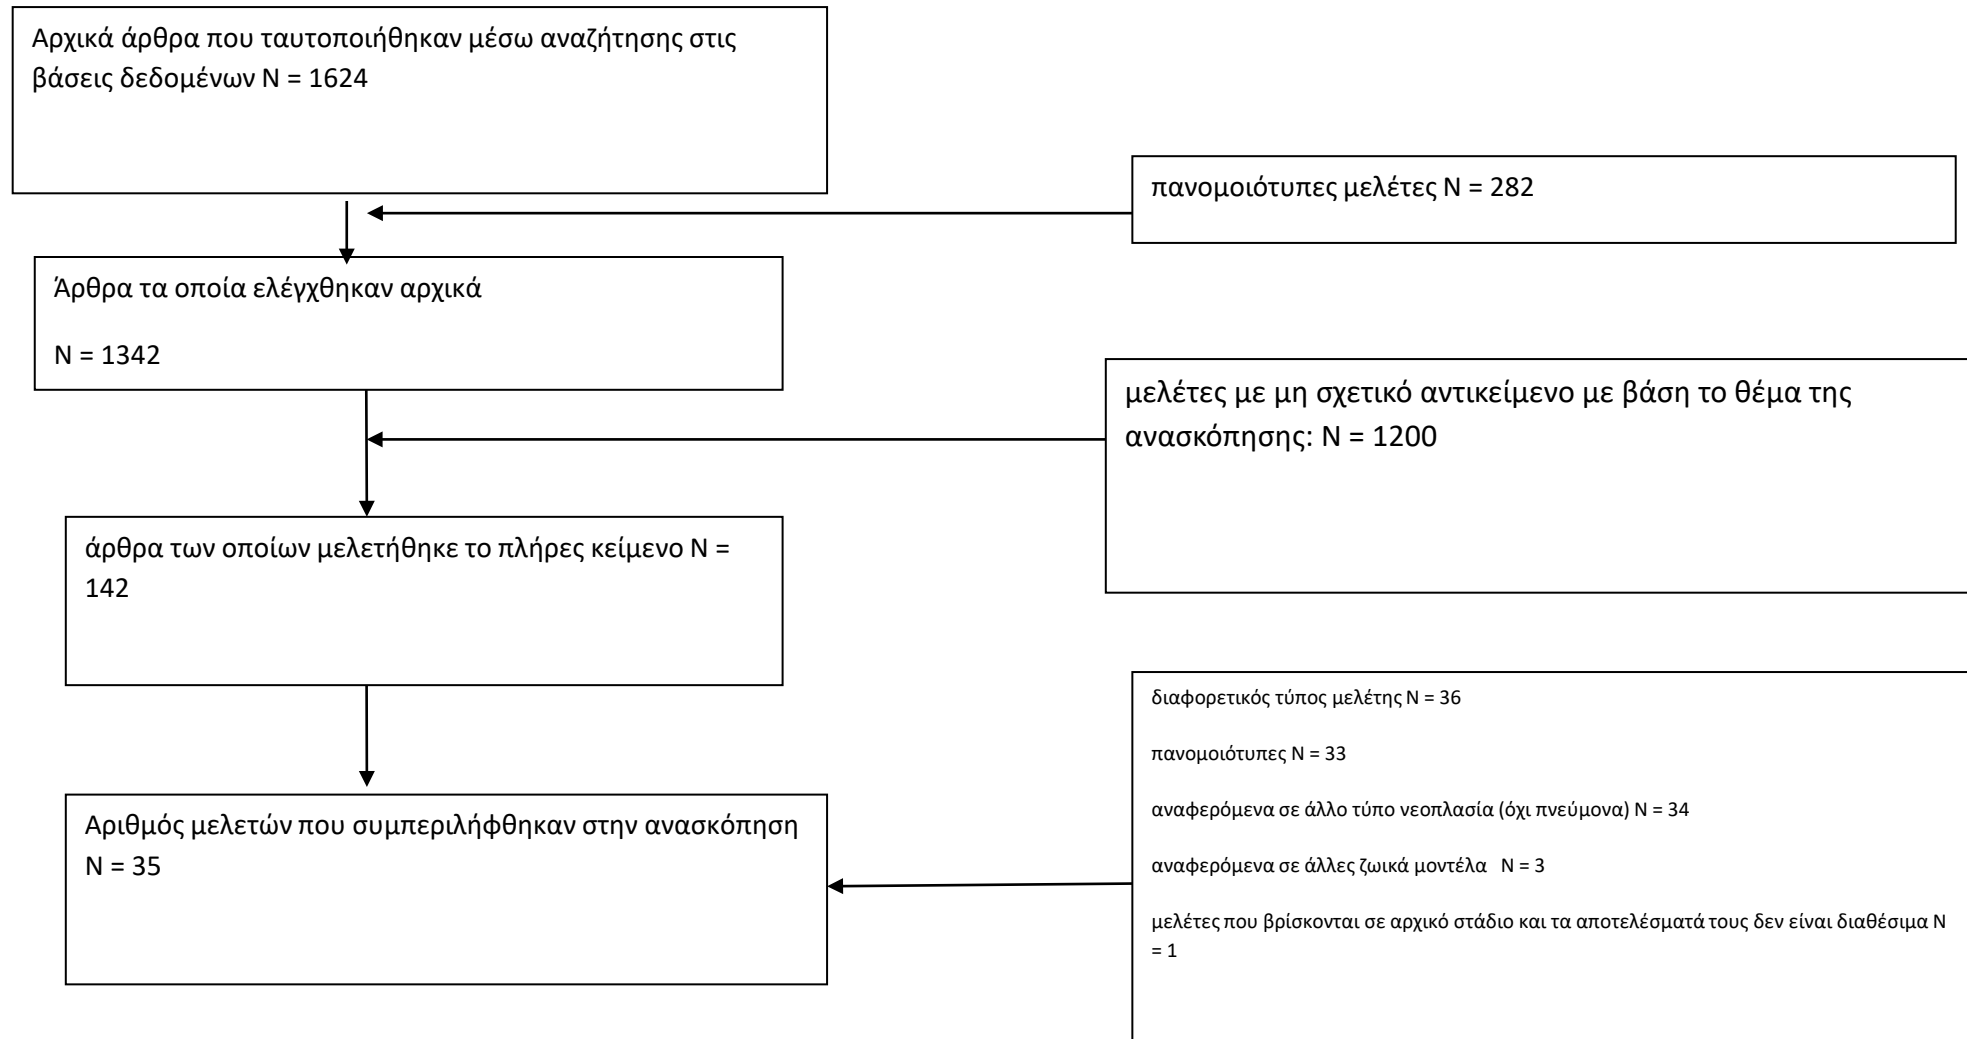 Αρχικά άρθρα που ταυτοποιήθηκαν μέσω αναζήτησης στις
βάσεις δεδομένων N = 1624
πανομοιότυπες μελέτες N = 282
Άρθρα τα οποία ελέγχθηκαν αρχικά
N = 1342
μελέτες με μη σχετικό αντικείμενο με βάση το θέμα της
ανασκόπησης: N = 1200
άρθρα των οποίων μελετήθηκε το πλήρες κείμενο N =
142
διαφορετικός τύπος μελέτης N = 36
πανομοιότυπες N = 33
αναφερόμενα σε άλλο τύπο νεοπλασία (όχι πνεύμονα) N = 34
αναφερόμενα σε άλλες ζωικά μοντέλα N = 3
μελέτες που βρίσκονται σε αρχικό στάδιο και τα αποτελέσματά τους δεν είναι διαθέσιμα N
= 1
Αριθμός μελετών που συμπεριλήφθηκαν στην ανασκόπηση
N = 35